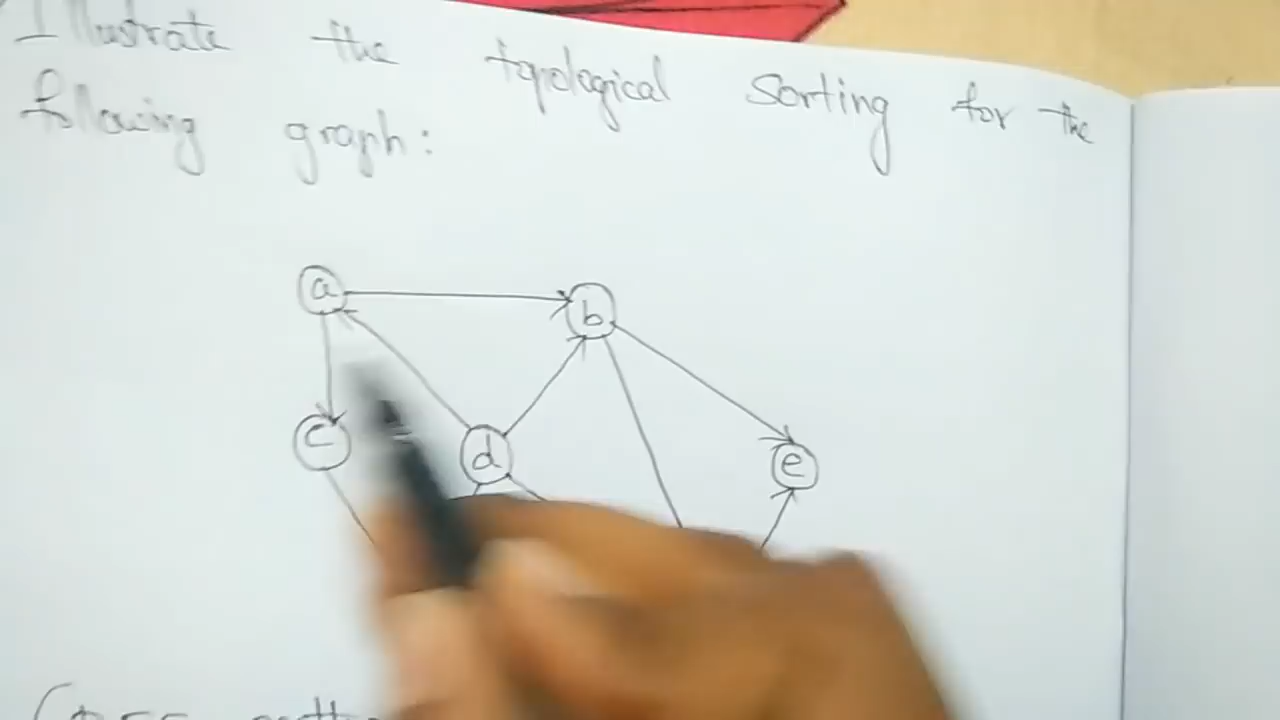 Illustrate the topological Sorting for the
following graph:
a
b
c
d
e